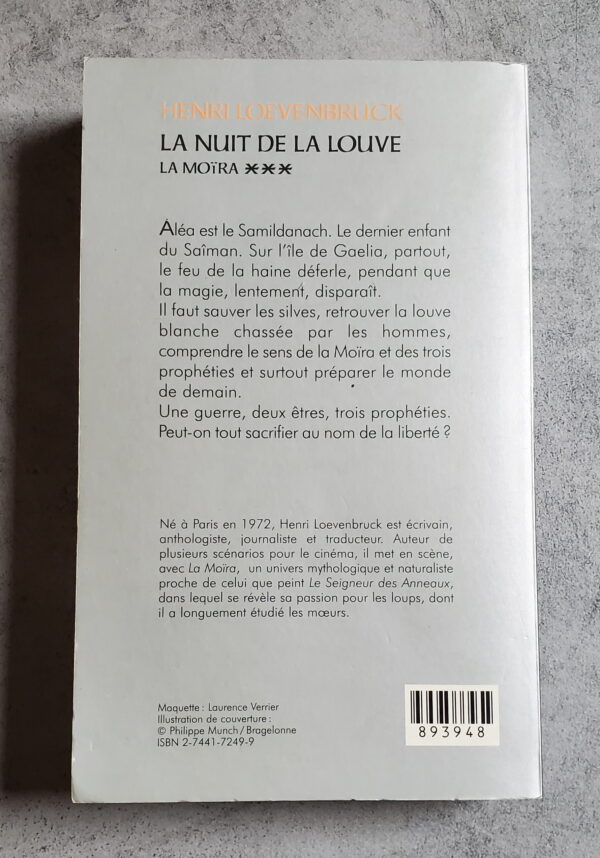 HENRI LOEVENBRUCK
LA NUIT DE LA LOUVE
LA MOÏRA ***
Aléa est le Samildanach. Le dernier enfant
du Saîman. Sur l'île de Gaelia, partout,
le feu de la haine déferle, pendant que
la magie, lentement, disparaît.
Il faut sauver les silves, retrouver la louve
blanche chassée par les hommes,
comprendre le sens de la Moïra et des trois
prophéties et surtout préparer le monde
de demain.
Une guerre, deux êtres, trois prophéties.
Peut-on tout sacrifier au nom de la liberté ?
Né à Paris en 1972, Henri Loevenbruck est écrivain,
anthologiste, journaliste et traducteur. Auteur de
plusieurs scénarios pour le cinéma, il met en scène,
avec La Moïra, un univers mythologique et naturaliste
proche de celui que peint Le Seigneur des Anneaux,
dans lequel se révèle sa passion pour les loups, dont
il a longuement étudié les mœurs.
Maquette : Laurence Verrier
Illustration de couverture :
© Philippe Munch / Bragelonne
ISBN 2-7441-7249-9
893948